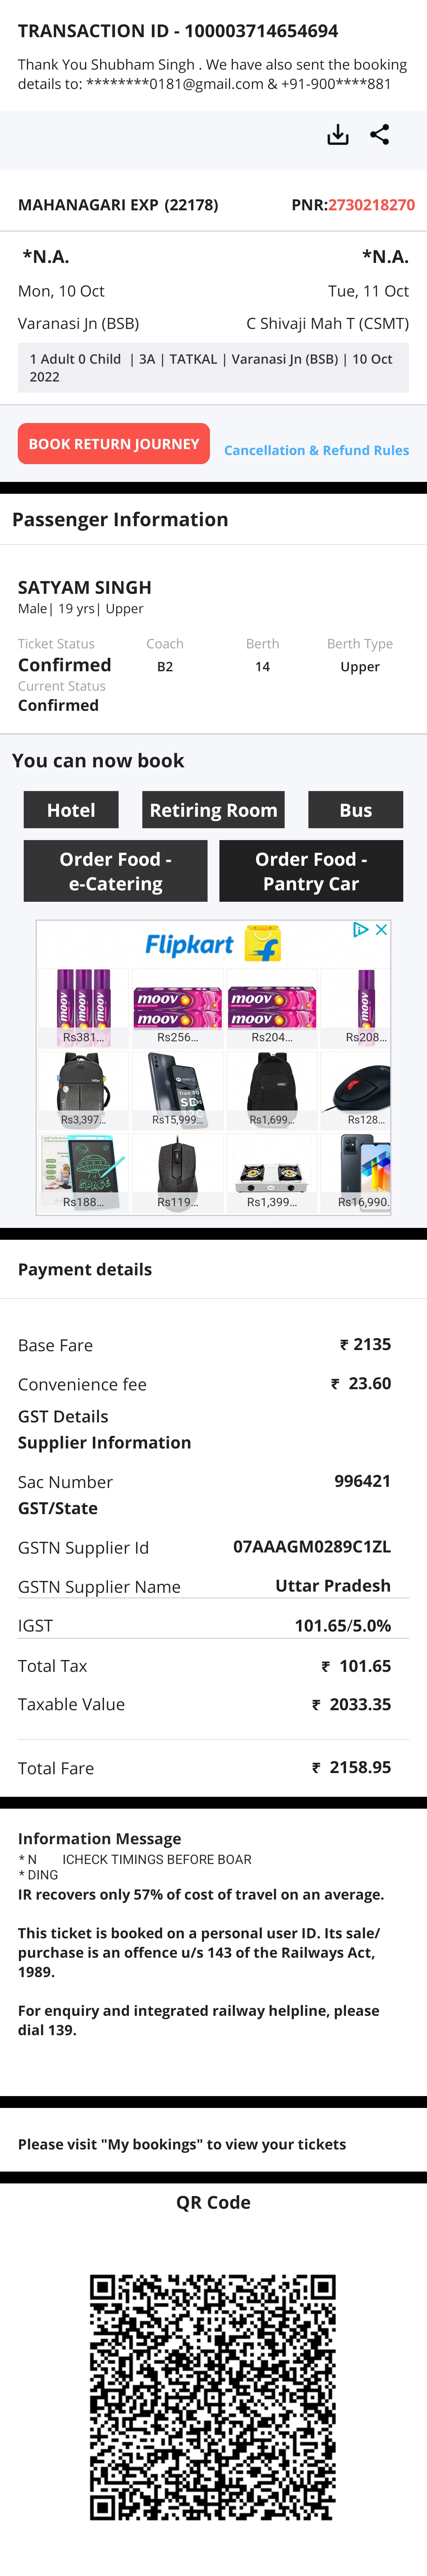 TRANSACTION ID - 100003714654694
Thank You Shubham Singh . We have also sent the booking
details to: ********0181@gmail.com & +91-900****881
MAHANAGARI EXP (22178) PNR:2730218270
*N.A. *N.A.
Mon, 10 Oct Tue, 11 Oct
Varanasi Jn (BSB) C Shivaji Mah T (CSMT)
1 Adult 0 Child | 3A | TATKAL | Varanasi Jn (BSB) | 10 Oct
2022
BOOK RETURN JOURNEY Cancellation & Refund Rules
Passenger Information
SATYAM SINGH
Male| 19 yrs| Upper
Ticket Status Coach Berth Berth Type
Confirmed B2 14 Upper
Current Status
Confirmed
You can now book
Hotel Retiring Room Bus
Order Food - Order Food -
e-Catering Pantry Car
Flipkart
moov moov
moov moov
Rs381... Rs256... Rs204... Rs208...
Rs3,397... Rs15,999... Rs1,699... Rs128...
SPACE
Rs188... Rs119... Rs1,399... Rs16,990.
Payment details
Base Fare ₹ 2135
Convenience fee ₹ 23.60
GST Details
Supplier Information
Sac Number 996421
GST/State
GSTN Supplier Id 07AAAGM0289C1ZL
GSTN Supplier Name Uttar Pradesh
IGST 101.65/5.0%
Total Tax ₹ 101.65
Taxable Value ₹ 2033.35
Total Fare ₹ 2158.95
Information Message
* N ICHECK TIMINGS BEFORE BOAR
* DING
IR recovers only 57% of cost of travel on an average.
This ticket is booked on a personal user ID. Its sale/
purchase is an offence u/s 143 of the Railways Act,
1989.
For enquiry and integrated railway helpline, please
dial 139.
Please visit "My bookings" to view your tickets
QR Code